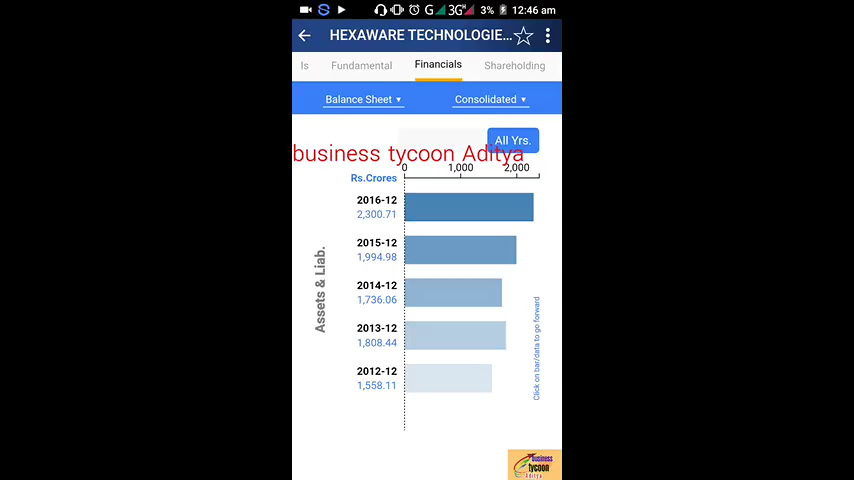 G 3G H 3% 12:46 am
HEXAWARE TECHNOLOGIE...
ls Fundamental Financials Shareholding
Balance Sheet Consolidated
All Yrs.
business tycoon Aditya
0 1,000 2,000
Rs.Crores
2016-12
2,300.71
2015-12
1,994.98
2014-12
1,736.06
2013-12
1,808.44
2012-12
1,558.11
Assets & Liab.
Click on bar/data to go forward
business
tycoon
Aditya